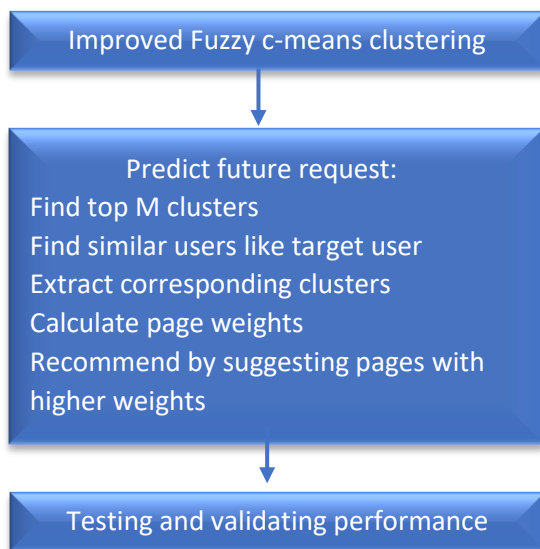 Improved Fuzzy c-means clustering
Predict future request:
Find top M clusters
Find similar users like target user
Extract corresponding clusters
Calculate page weights
Recommend by suggesting pages with
higher weights
Testing and validating performance